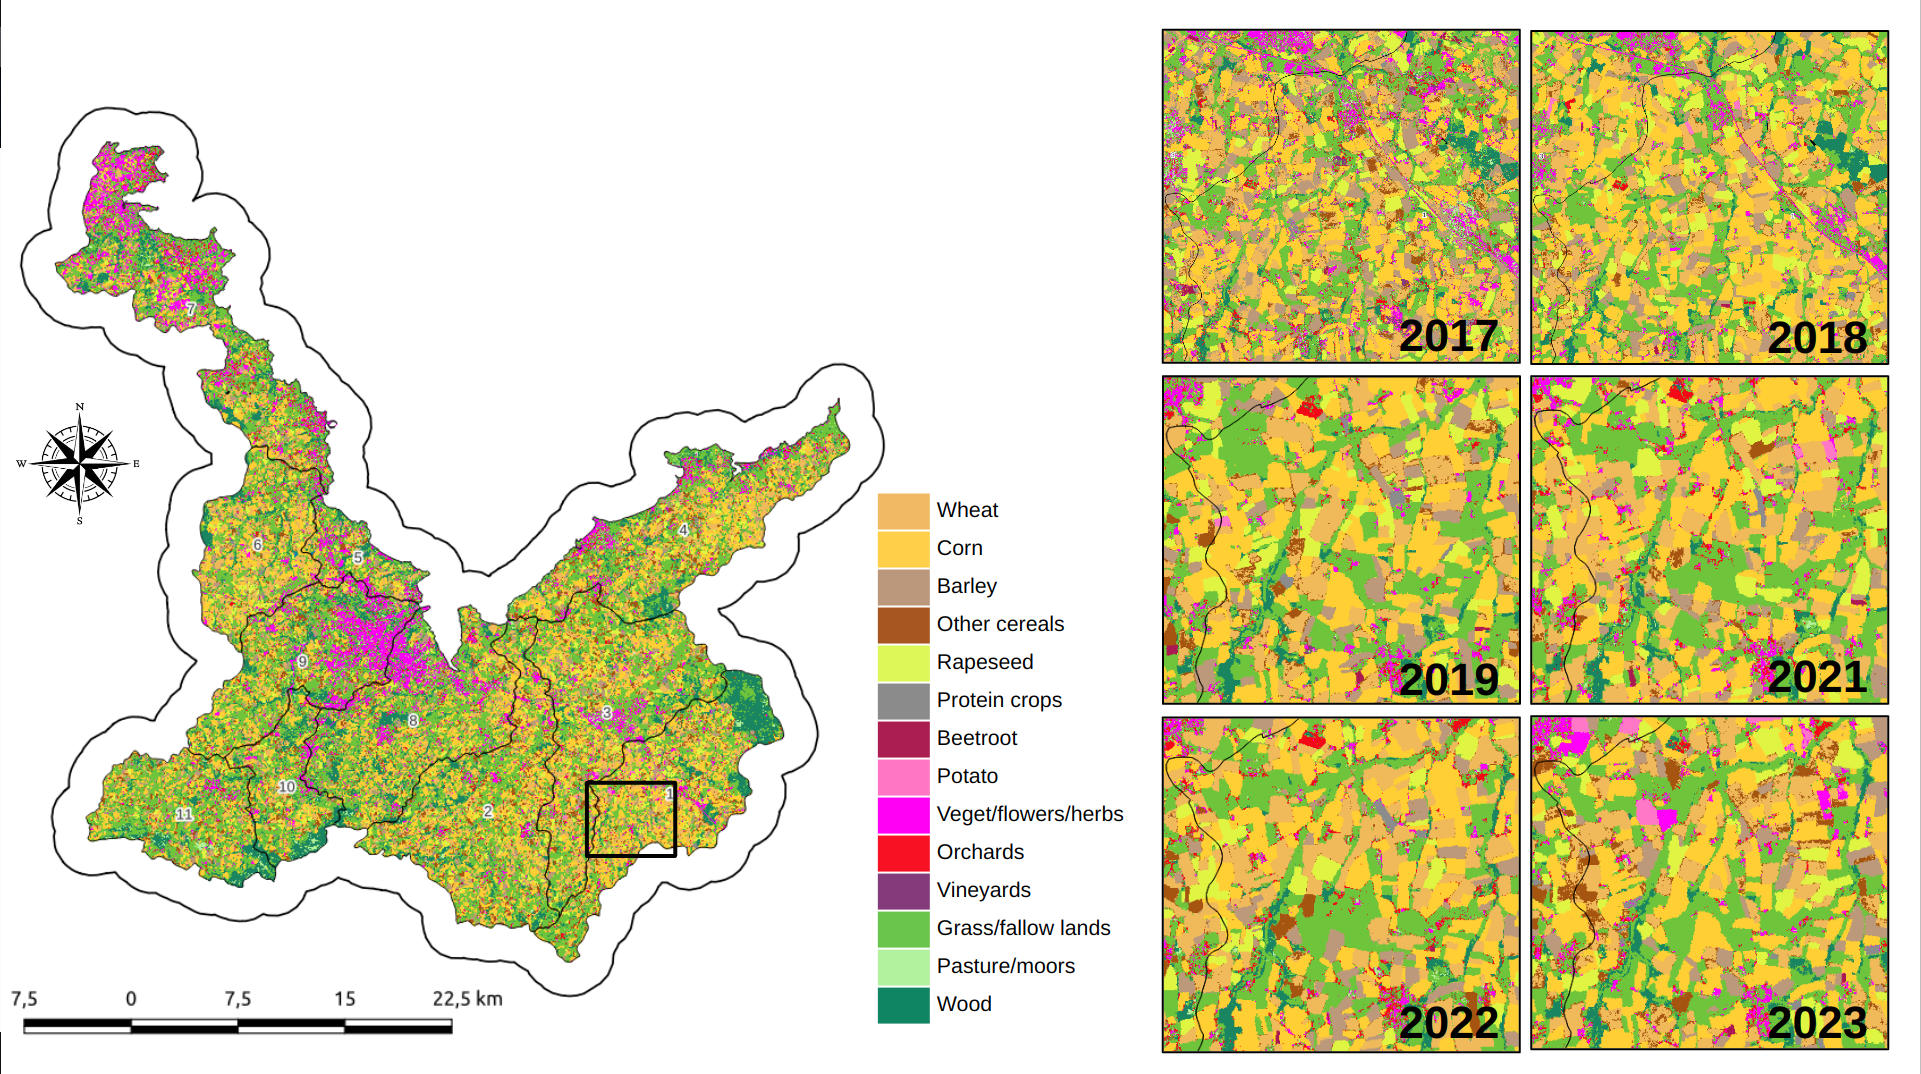 2017
2018
7
N
W
E
S
4
6
5
9
3
8
1
10
2
11
Wheat
Corn
Barley
Other cereals
Rapeseed
Protein crops
Beetroot
Potato
Veget/flowers/herbs
Orchards
Vineyards
Grass/fallow lands
Pasture/moors
Wood
7,5 0 7,5 15 22,5 km
2019
2021
2022
2023